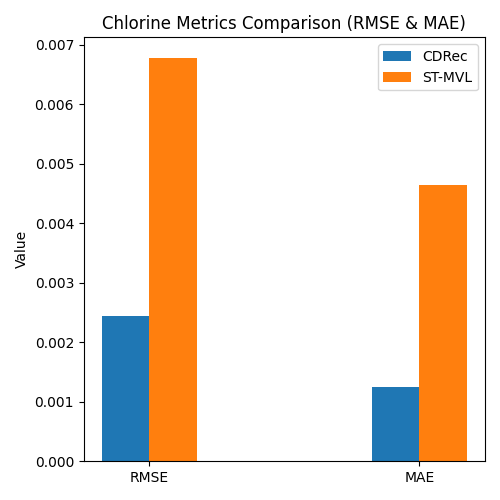 Chlorine Metrics Comparison (RMSE & MAE)
CDRec
ST-MVL
Value
0.007
0.006
0.005
0.004
0.003
0.002
0.001
0.000
RMSE
MAE